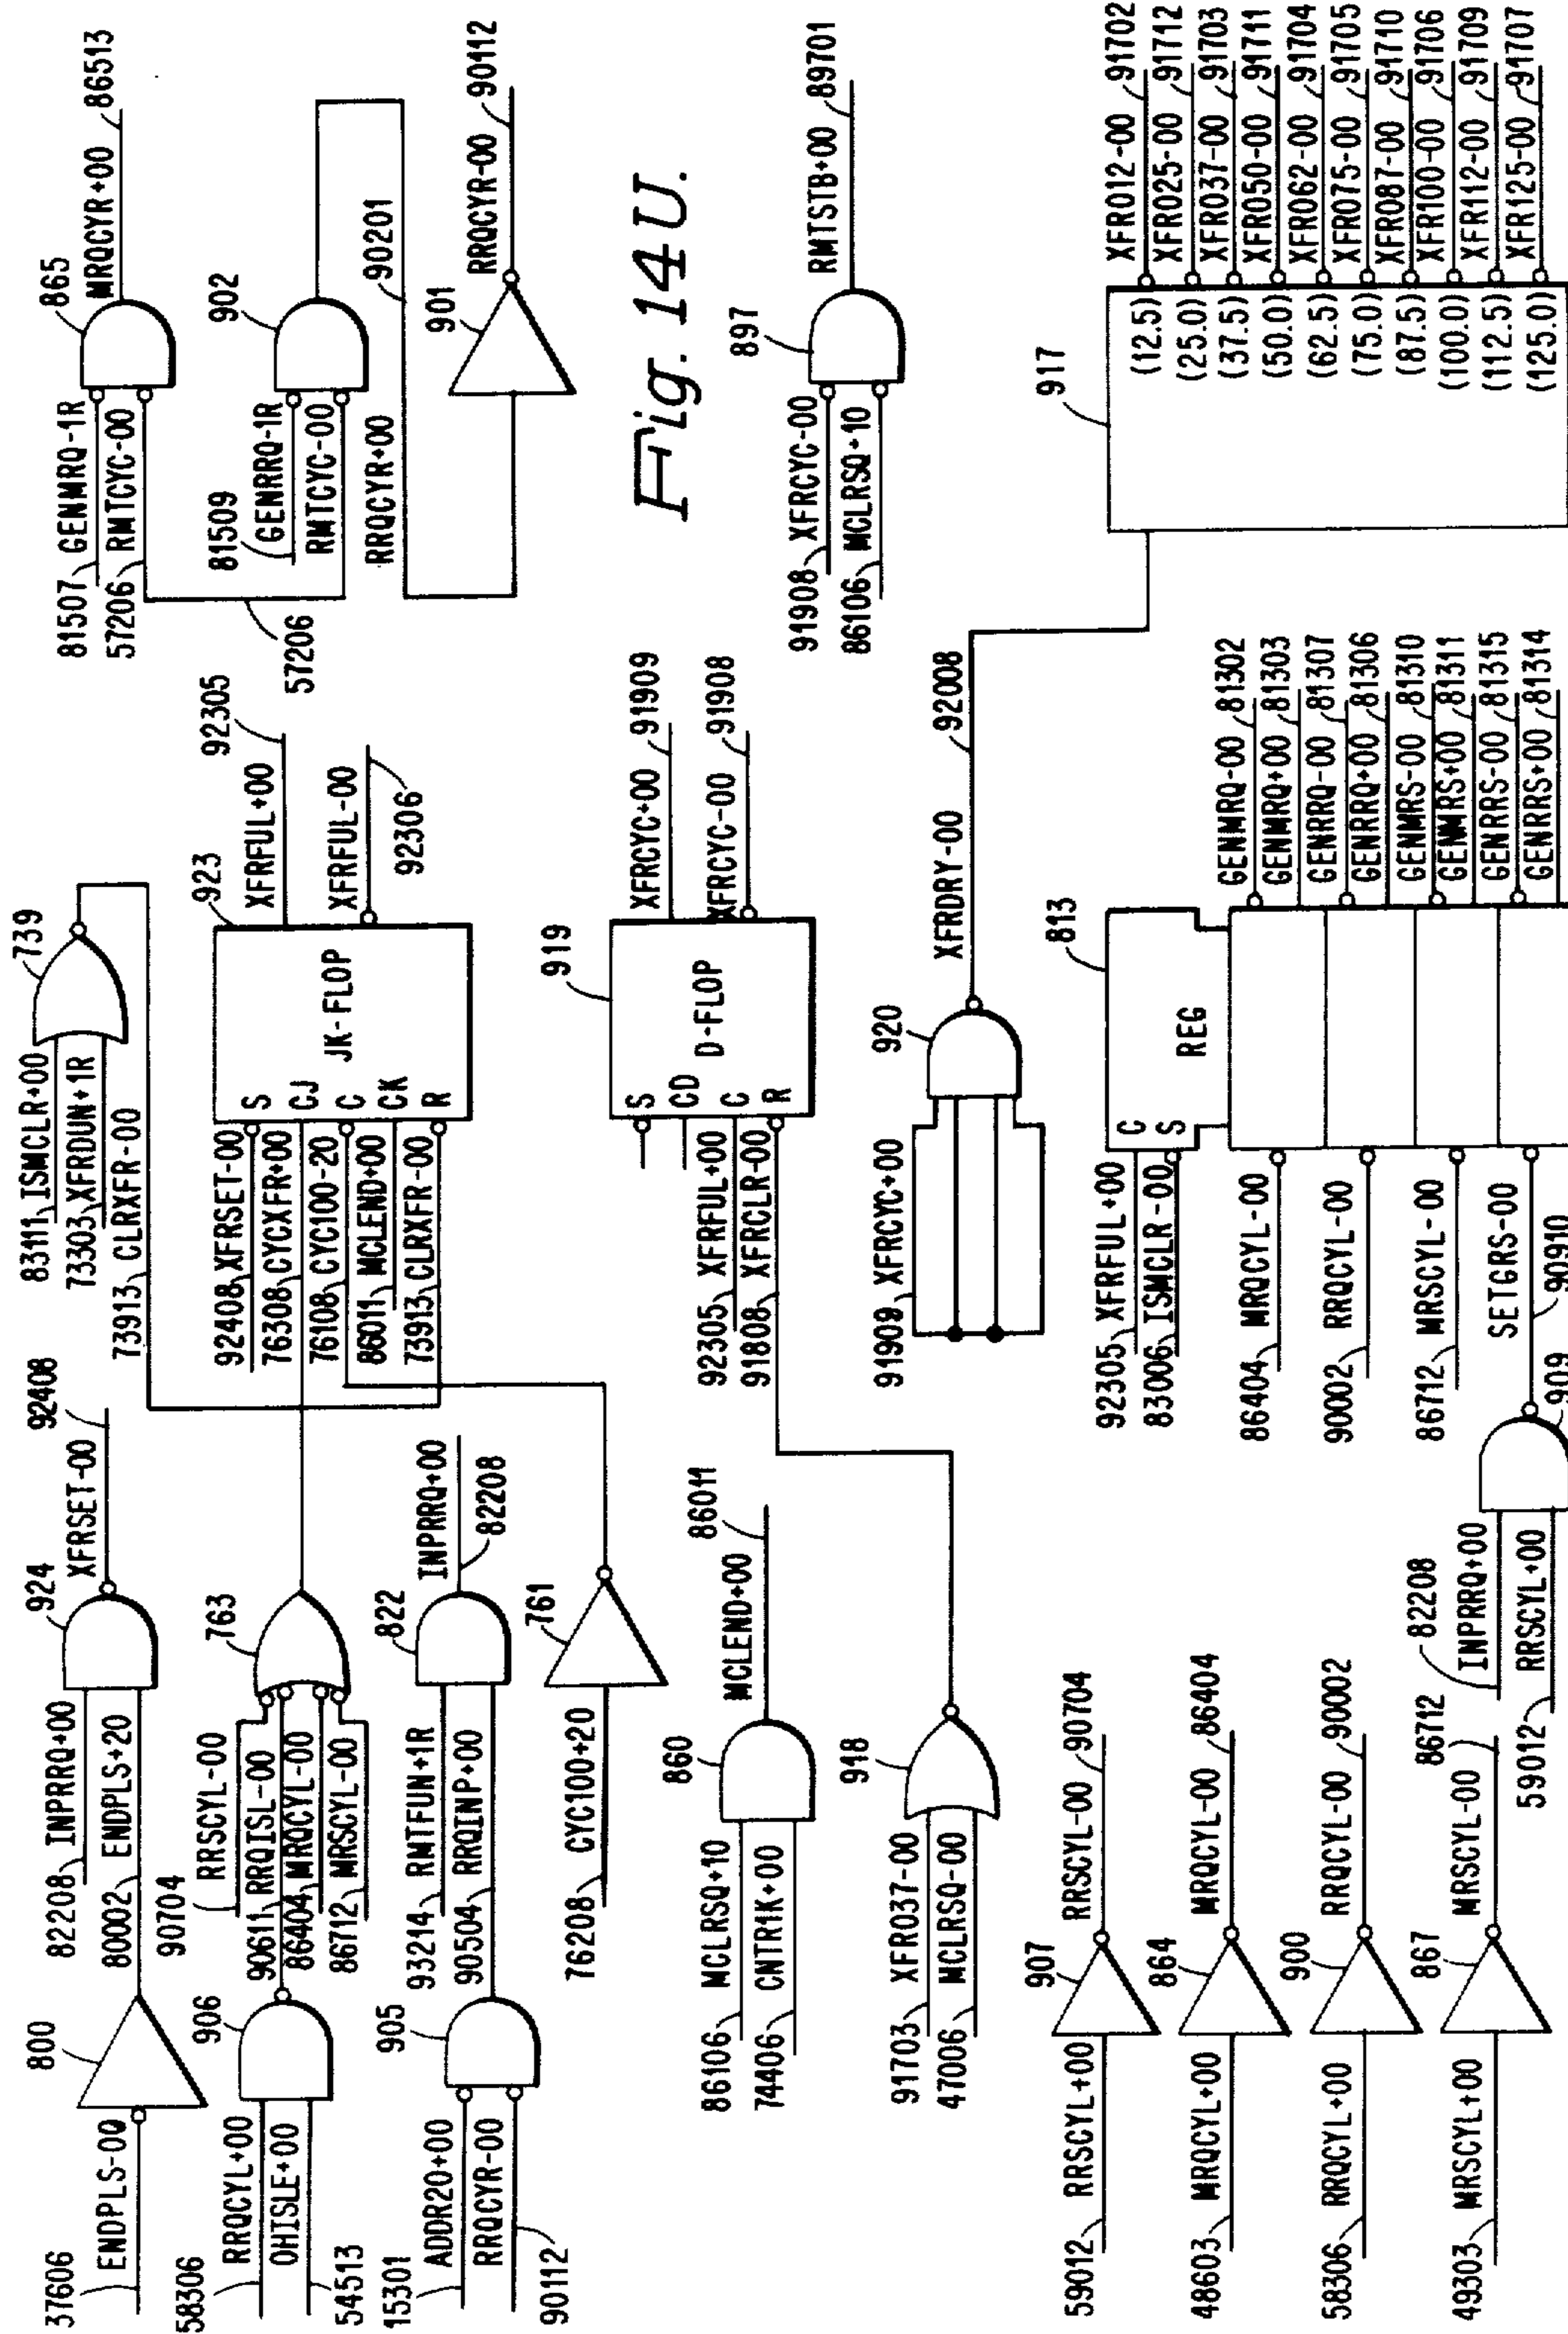 37606 ENDPLS-00
800
82208 INPRRQ+00
80002 ENDPLS+20
924
XFRSET-00
92408
58306 RRQCYL+00
OHISLE+00
54513
906
90704 RRSCYL-00
90611 RRQISL-00
86404 MRQCYL-00
86712 MRSCYL-00
763
15301 ADDR20+00
RRQCYR-00
90112
905
93214 RMTFUN+1R
90504 RRQINP+00
822
INPRRQ+00
82208
76208 CYC100+20
761
83111 ISMCLR+00
73303 XFRDUN+1R
739
73913 CLRXFR-00
92408 XFRSET-00
76308 CYCXFR+00
76108 CYC100-20
86011 MCLEND+00
73913 CLRXFR-00
S
CJ
C
CK
R
JK-FLOP
923
XFRFUL+00
92305
XFRFUL-00
92306
81507 GENMRQ-1R
57206 RMTCYC-00
865
MRQCYR+00
86513
57206
81509
GENRRQ-1R
RMTCYC-00
902
RRQCYR+00
90201
901
RRQCYR-00
90112
Fig. 14U.
86106 MCLRSQ+10
74406 CNTR1K+00
860
MCLEND+00
86011
91703 XFR037-00
47006 MCLRSQ-00
918
92305 XFRFUL+00
91808 XFRCLR-00
S
CD
C
R
D-FLOP
919
XFRCYC+00
91909
XFRCYC-00
91908
91908 XFRCYC-00
86106 MCLRSQ+10
897
RMTSTB+00
89701
91909 XFRCYC+00
920
XFRDRY-00
92008
917
(12.5) XFR012-00 91702
(25.0) XFR025-00 91712
(37.5) XFR037-00 91703
(50.0) XFR050-00 91711
(62.5) XFR062-00 91704
(75.0) XFR075-00 91705
(87.5) XFR087-00 91710
(100.0) XFR100-00 91706
(112.5) XFR112-00 91709
(125.0) XFR125-00 91707
59012 RRSCYL+00
907
RRSCYL-00
90704
48603 MRQCYL+00
864
MRQCYL-00
86404
58306 RRQCYL+00
900
RRQCYL-00
90002
49303 MRSCYL+00
867
MRSCYL-00
86712
82208
INPRRQ+00
RRSCYL+00
59012
909
SETGRS-00
90910
92305 XFRFUL+00
83006 ISMCLR-00
86404 MRQCYL-00
90002 RRQCYL-00
86712 MRSCYL-00
C
S
REG
813
GENMRQ-00 81302
GENMRQ+00 81303
GENRRQ-00 81307
GENRRQ+00 81306
GENMRS-00 81310
GENMRS+00 81311
GENRRS-00 81315
GENRRS+00 81314